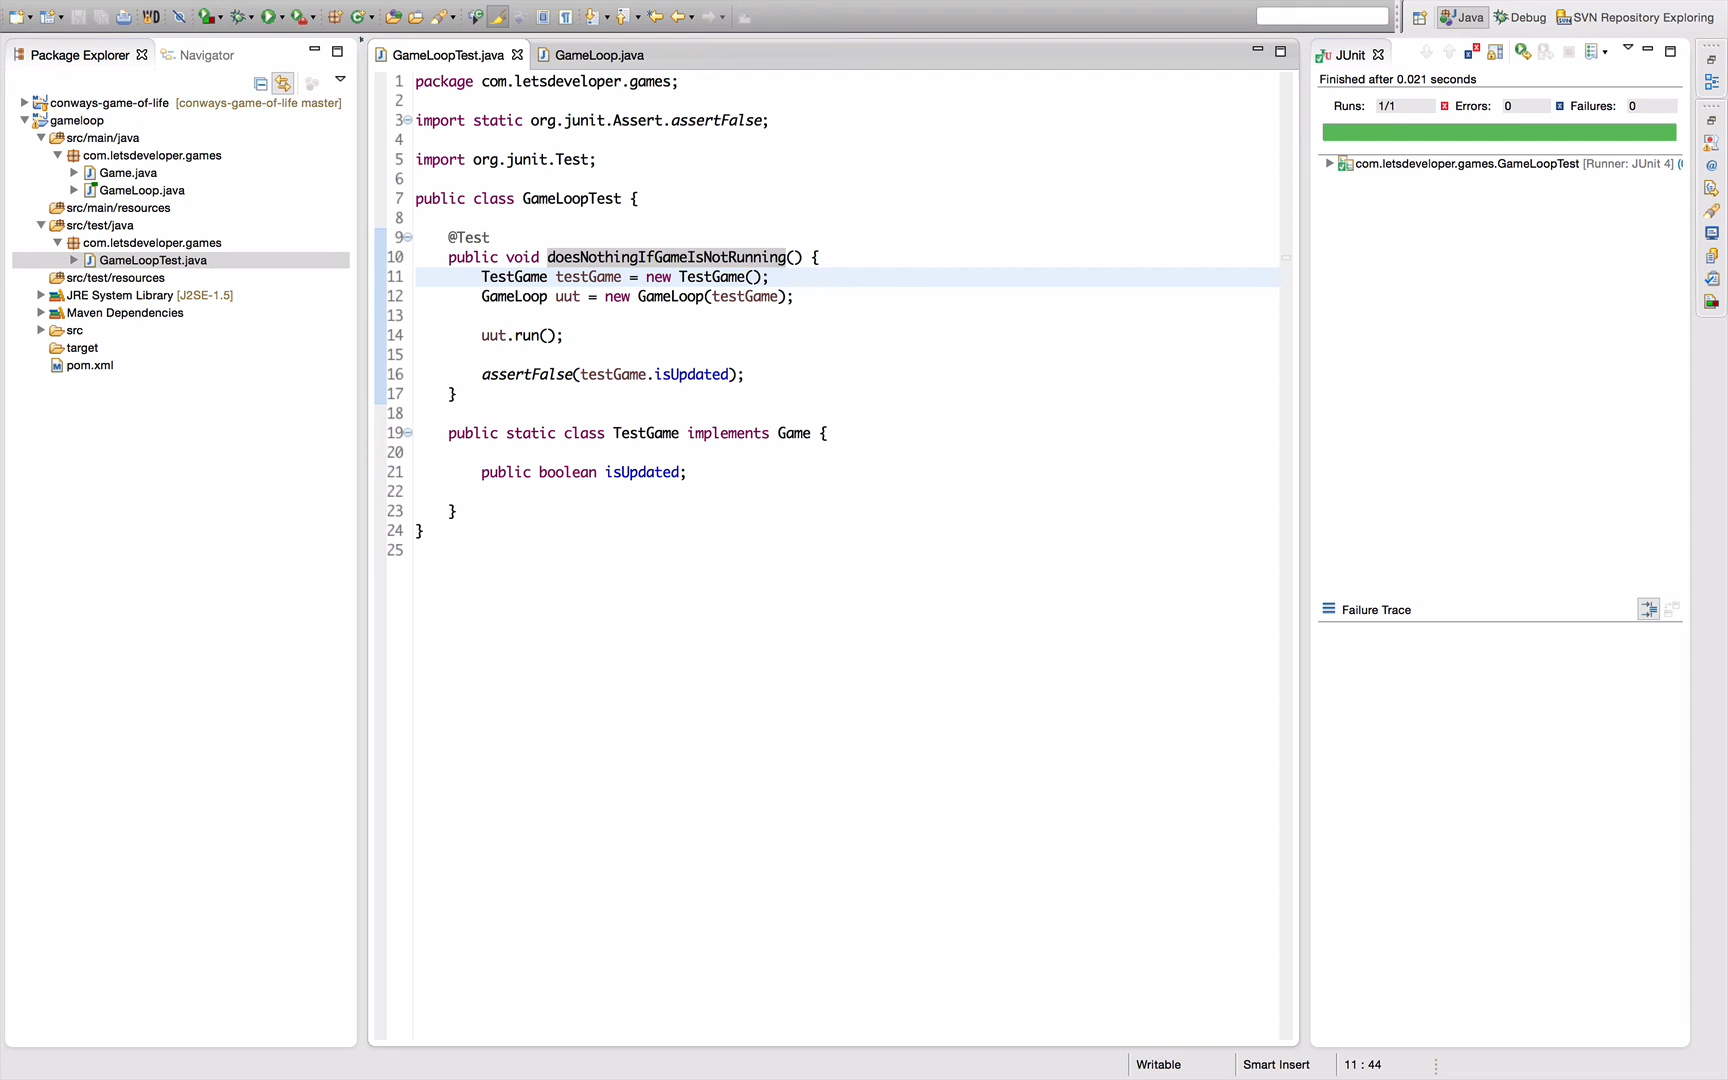 Java
Debug
SVN Repository Exploring
Package Explorer
Navigator
conways-game-of-life [conways-game-of-life master]
gameloop
src/main/java
com.letsdeveloper.games
Game.java
GameLoop.java
src/main/resources
src/test/java
com.letsdeveloper.games
GameLoopTest.java
src/test/resources
JRE System Library [J2SE-1.5]
Maven Dependencies
src
target
pom.xml
GameLoopTest.java
GameLoop.java
1 package com.letsdeveloper.games;
2
3 import static org.junit.Assert.assertFalse;
4
5 import org.junit.Test;
6
7 public class GameLoopTest {
8
9 @Test
10 public void doesNothingIfGameIsNotRunning() {
11 TestGame testGame = new TestGame();
12 GameLoop uut = new GameLoop(testGame);
13
14 uut.run();
15
16 assertFalse(testGame.isUpdated);
17 }
18
19 public static class TestGame implements Game {
20
21 public boolean isUpdated;
22
23 }
24 }
25
JUnit
Finished after 0.021 seconds
Runs: 1/1 Errors: 0 Failures: 0
com.letsdeveloper.games.GameLoopTest [Runner: JUnit 4] (
Failure Trace
Writable
Smart Insert
11 : 44